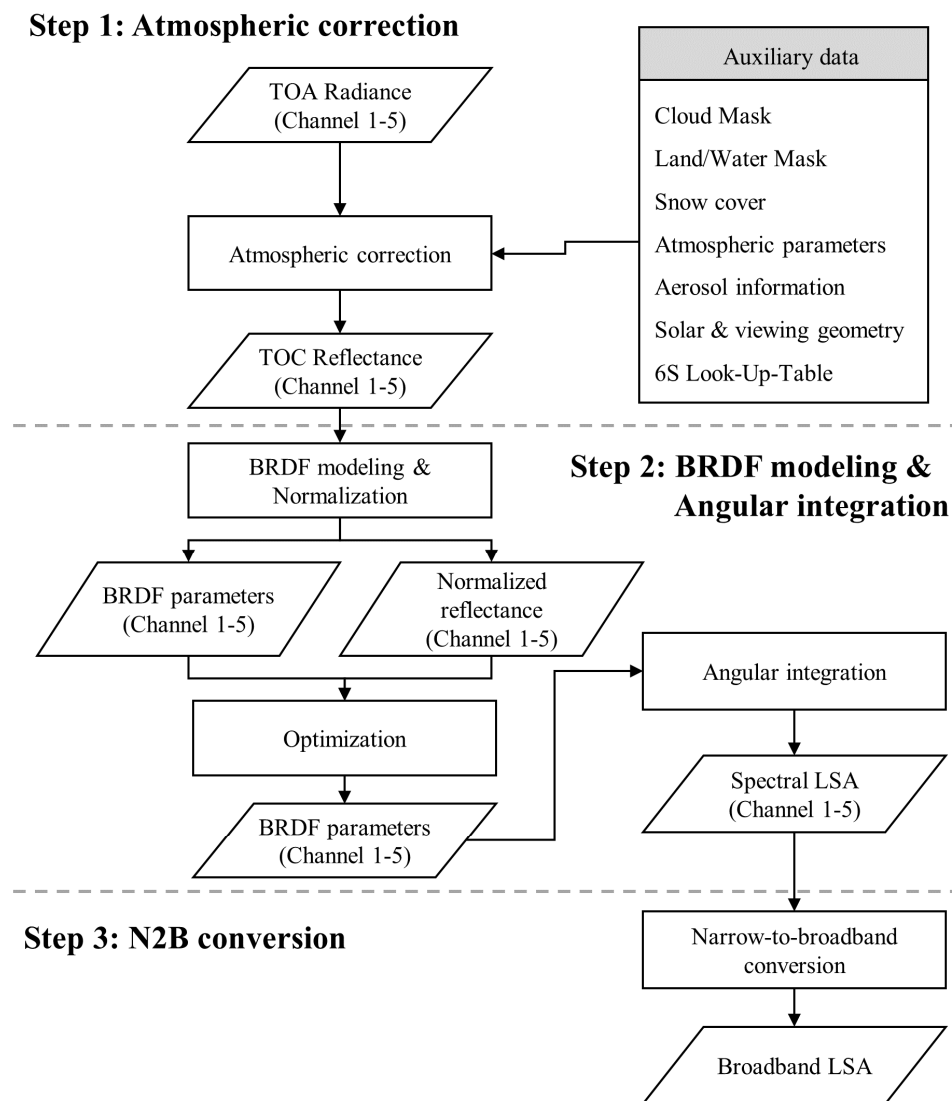 Step 1: Atmospheric correction
TOA Radiance
(Channel 1-5)
Atmospheric correction
TOC Reflectance
(Channel 1-5)
Auxiliary data
Cloud Mask
Land/Water Mask
Snow cover
Atmospheric parameters
Aerosol information
Solar & viewing geometry
6S Look-Up-Table
Step 2: BRDF modeling &
Angular integration
BRDF modeling &
Normalization
BRDF parameters
(Channel 1-5)
Normalized
reflectance
(Channel 1-5)
Optimization
BRDF parameters
(Channel 1-5)
Angular integration
Spectral LSA
(Channel 1-5)
Step 3: N2B conversion
Narrow-to-broadband
conversion
Broadband LSA